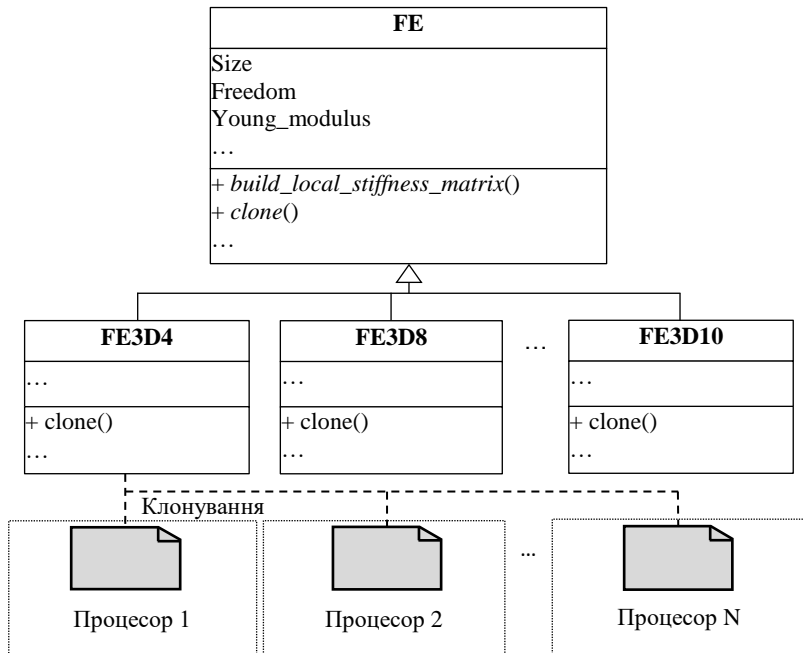 FE
Size
Freedom
Young_modulus
…
+ build_local_stiffness_matrix()
+ clone()
…
FE3D4
…
+ clone()
…
FE3D8
…
+ clone()
…
…
FE3D10
…
+ clone()
…
Клонування
Процесор 1
Процесор 2
...
Процесор N